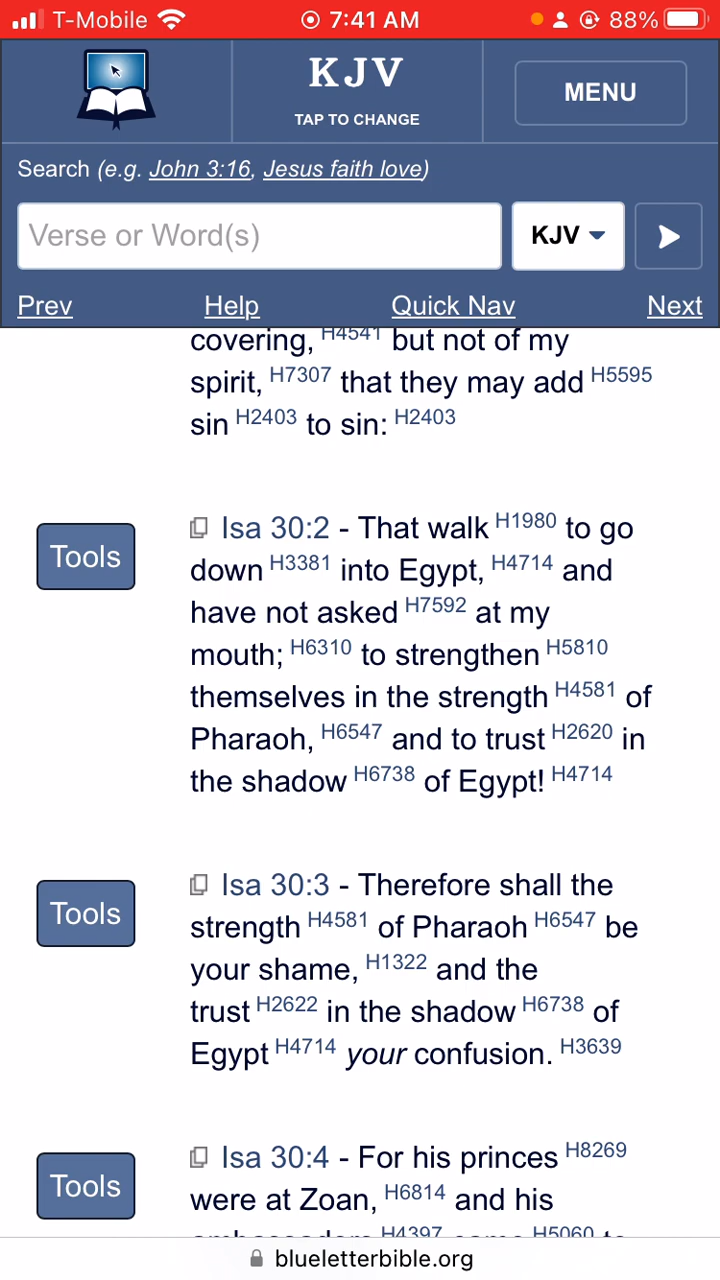 T-Mobile 7:41 AM 88%
KJV
TAP TO CHANGE
MENU
Search (e.g. John 3:16, Jesus faith love)
Verse or Word(s) KJV
Prev Help Quick Nav Next
covering, H4541 but not of my
spirit, H7307 that they may add H5595
sin H2403 to sin: H2403
Tools
Isa 30:2 - That walk H1980 to go
down H3381 into Egypt, H4714 and
have not asked H7592 at my
mouth; H6310 to strengthen H5810
themselves in the strength H4581 of
Pharaoh, H6547 and to trust H2620 in
the shadow H6738 of Egypt! H4714
Tools
Isa 30:3 - Therefore shall the
strength H4581 of Pharaoh H6547 be
your shame, H1322 and the
trust H2622 in the shadow H6738 of
Egypt H4714 your confusion. H3639
Tools
Isa 30:4 - For his princes H8269
were at Zoan, H6814 and his
ambassadors H4397 came H5060 to
blueletterbible.org